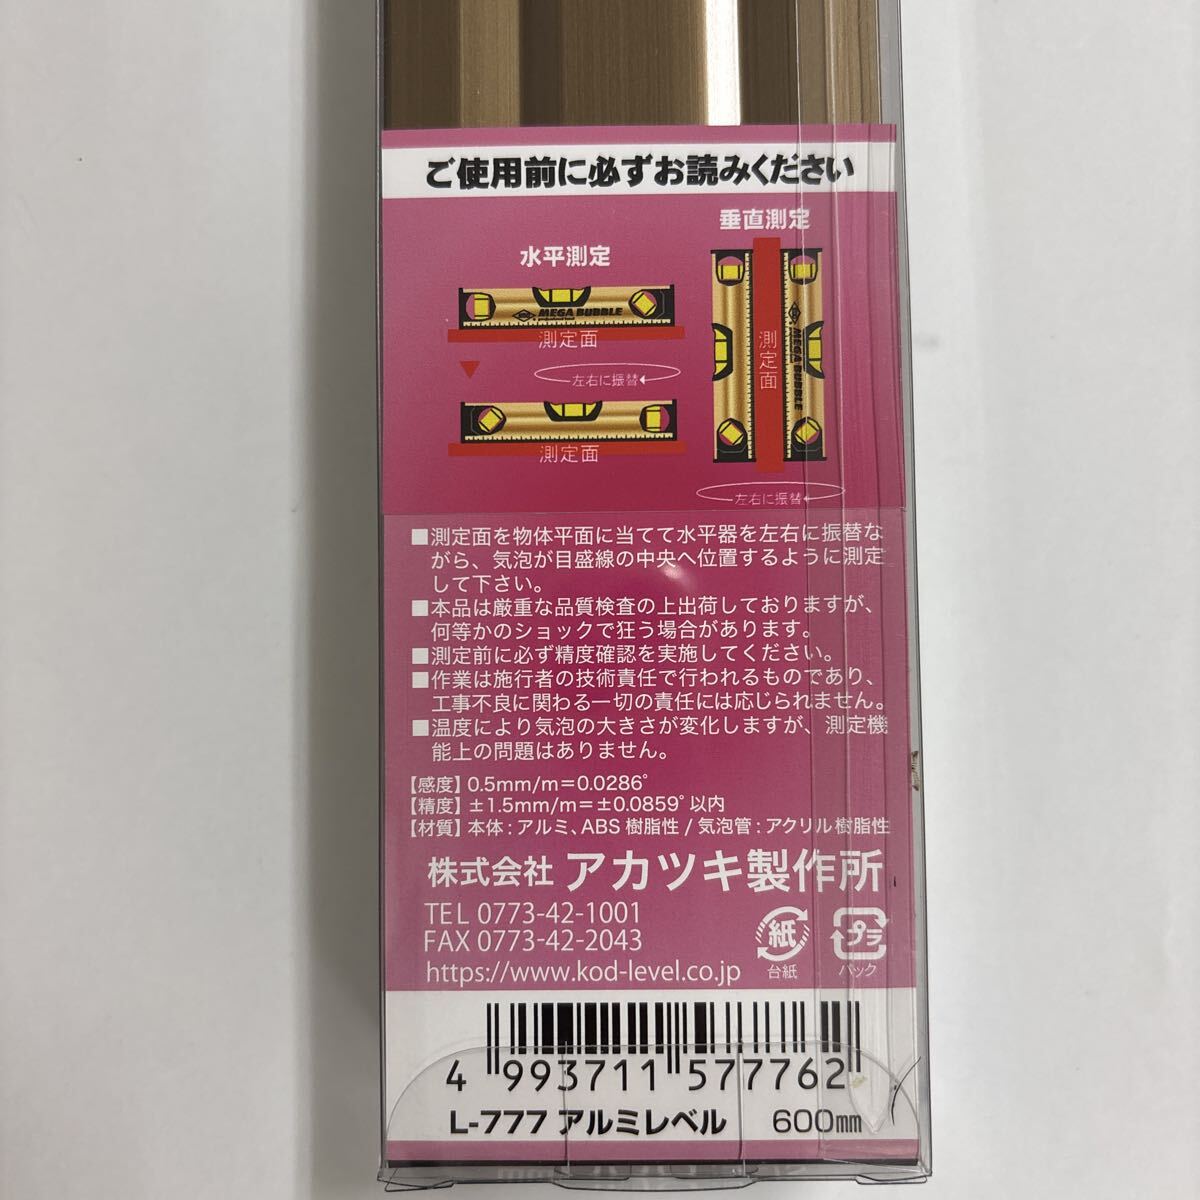 ご使用前に必ずお読みください
水平測定
MEGA BUBBLE
測定面
左右に振替
測定面
垂直測定
測定面
MEGA BUBBLE
左右に振替
■測定面を物体平面に当てて水平器を左右に振替な
がら、気泡が目盛線の中央へ位置するように測定
して下さい。
■本品は厳重な品質検査の上出荷しておりますが、
何等かのショックで狂う場合があります。
■測定前に必ず精度確認を実施してください。
■作業は施行者の技術責任で行われるものであり、
工事不良に関わる一切の責任には応じられません。
■温度により気泡の大きさが変化しますが、測定機
能上の問題はありません。
【感度】0.5mm/m=0.0286°
【精度】±1.5mm/m=±0.0859°以内
【材質】本体:アルミ、ABS樹脂性/気泡管:アクリル樹脂性
株式会社 アカツキ製作所
TEL 0773-42-1001
FAX 0773-42-2043
https://www.kod-level.co.jp
紙
台紙
プラ
パック
4 993711 577762
L-777 アルミレベル 600mm